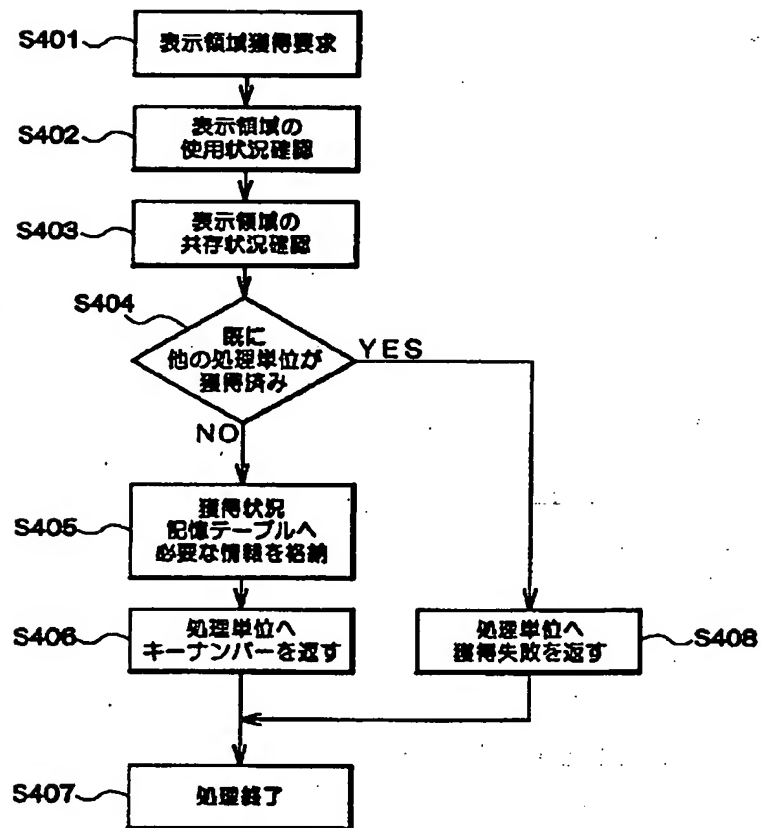 S401
表示領域獲得要求
S402
表示領域の
使用状況確認
S403
表示領域の
共存状況確認
S404
既に
他の処理単位が
獲得済み
YES
NO
S405
獲得状況
記憶テーブルへ
必要な情報を格納
S406
処理単位へ
キーナンバーを返す
処理単位へ
獲得失敗を返す
S408
S407
処理終了